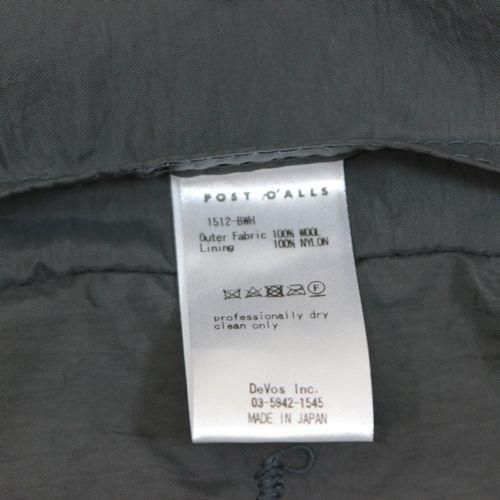 POST O'ALLS
1512-BWH
Outer Fabric 100% WOOL
Lining 100% NYLON
F
professionally dry
clean only
DeVos Inc.
03-5942-1545
MADE IN JAPAN